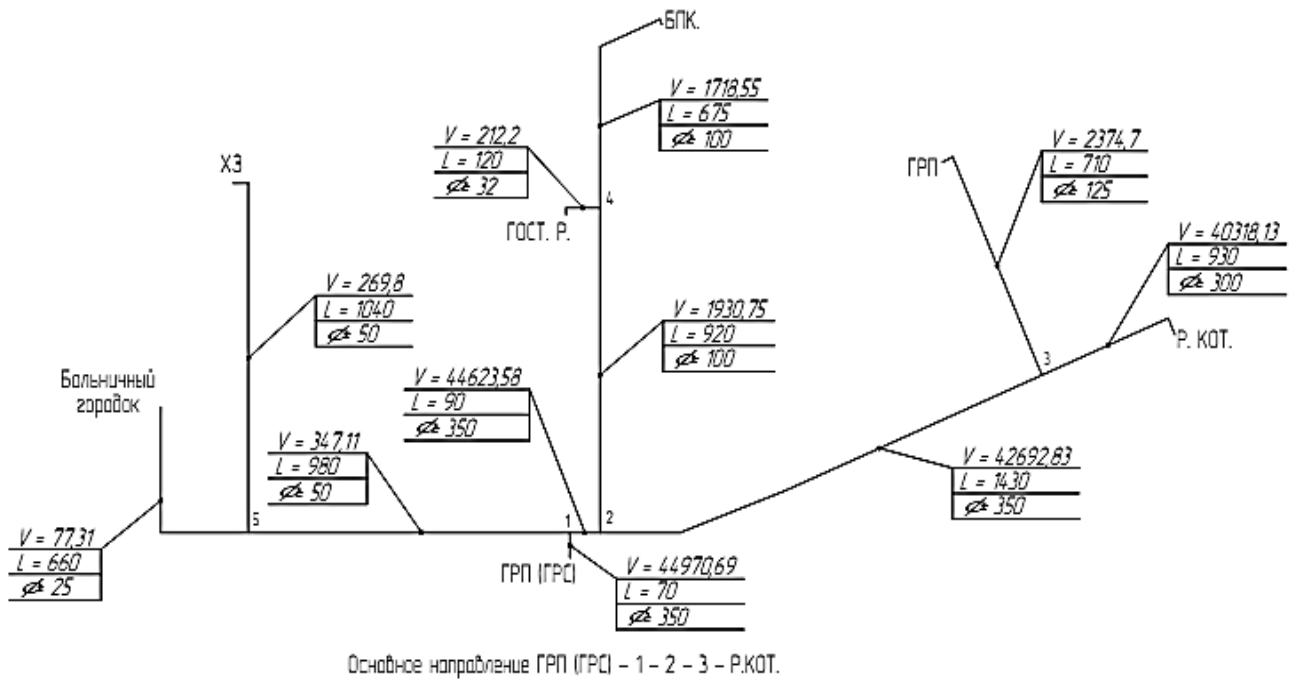 БПК.
V = 1718,55
L = 675
⌀ 100
V = 212,2
L = 120
⌀ 32
V = 2374,7
L = 710
⌀ 125
ХЗ
ГРП
4
ГОСТ. Р.
V = 40318,13
L = 930
⌀ 300
V = 269,8
L = 1040
⌀ 50
V = 1930,75
L = 920
⌀ 100
Р. КОТ.
3
Больничный
городок
V = 44623,58
L = 90
⌀ 350
V = 347,11
L = 980
⌀ 50
V = 42692,83
L = 1430
⌀ 350
5
1
2
V = 77,31
L = 660
⌀ 25
ГРП (ГРС)
V = 44970,69
L = 70
⌀ 350
Основное направление ГРП (ГРС) – 1 – 2 – 3 – Р.КОТ.